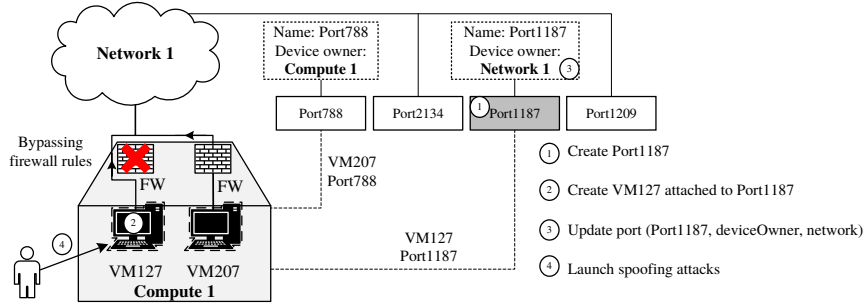 Network 1
Name: Port788
Device owner:
Compute 1
Name: Port1187
Device owner:
Network 1
3
Port788
Port2134
1
Port1187
Port1209
Bypassing
firewall rules
FW
FW
VM207
Port788
1 Create Port1187
2 Create VM127 attached to Port1187
3 Update port (Port1187, deviceOwner, network)
4 Launch spoofing attacks
2
4
VM127
Port1187
VM127
VM207
Compute 1